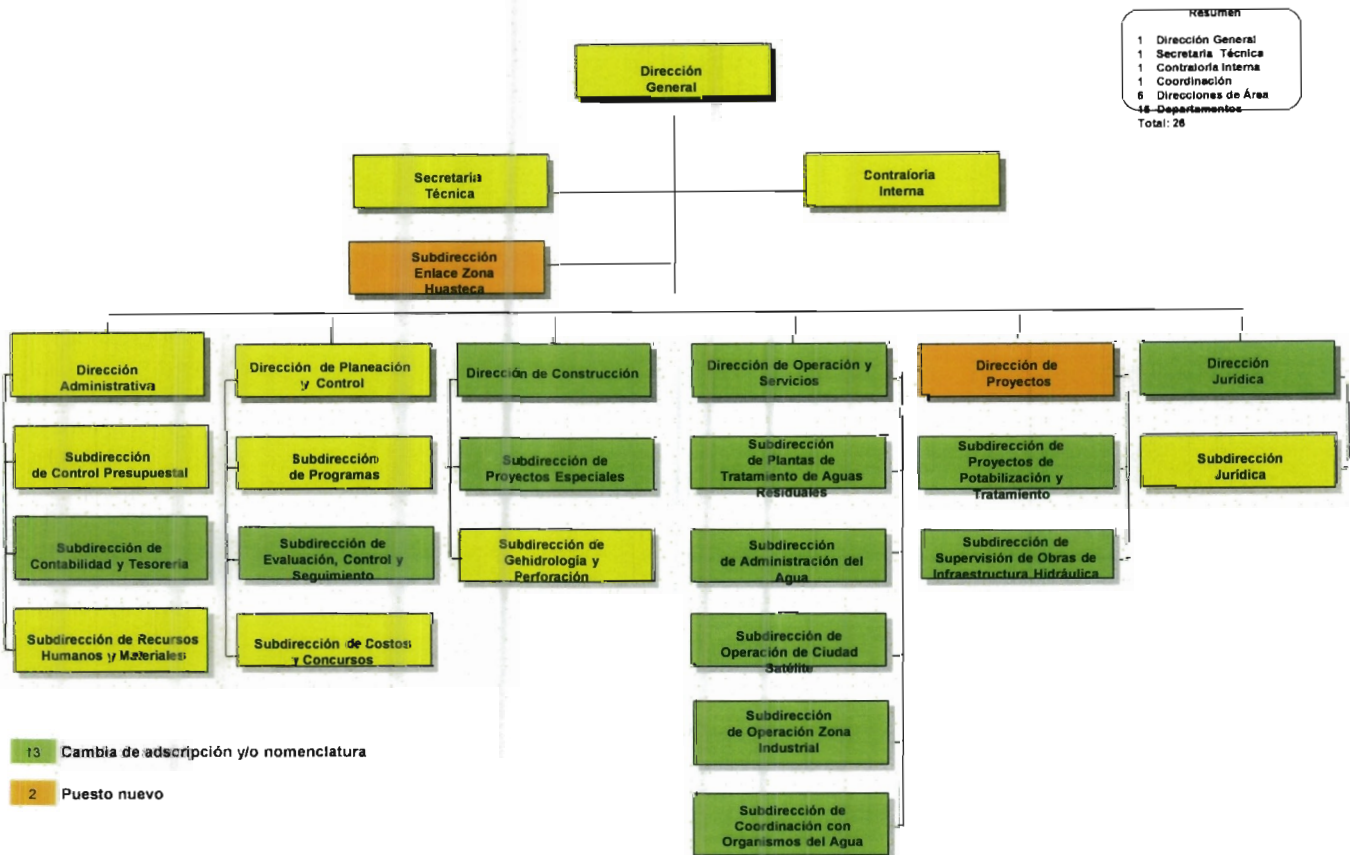 Resumen
1 Dirección General
1 Secretaria Técnica
1 Contraloria Interna
1 Coordinación
6 Direcciones de Área
16 Departamentos
Total: 26
Dirección
General
Secretaría
Técnica
Contraloria
Interna
Subdirección
Enlace Zona
Huasteca
Dirección
Administrativa
Dirección de Planeación
y Control
Dirección de Construcción
Dirección de Operación y
Servicios
Dirección de
Proyectos
Dirección
Jurídica
Subdirección
de Control Presupuestal
Subdirección
de Programas
Subdirección de
Proyectos Especiales
Subdirección
de Plantas de
Tratamiento de Aguas
Residuales
Subdirección de
Proyectos de
Potabilización y
Tratamiento
Subdirección
Jurídica
Subdirección de
Contabilidad y Tesorería
Subdirección de
Evaluación, Control y
Seguimiento
Subdirección de
Gehidrología y
Perforación
Subdirección
de Administración del
Agua
Subdirección de
Supervisión de Obras de
Infraestructura Hidráulica
Subdirección de Recursos
Humanos y Materiales
Subdirección de Costos
y Concursos
Subdirección de
Operación de Ciudad
Satélite
Subdirección
de Operación Zona
Industrial
Subdirección de
Coordinación con
Organismos del Agua
13 Cambia de adscripción y/o nomenclatura
2 Puesto nuevo